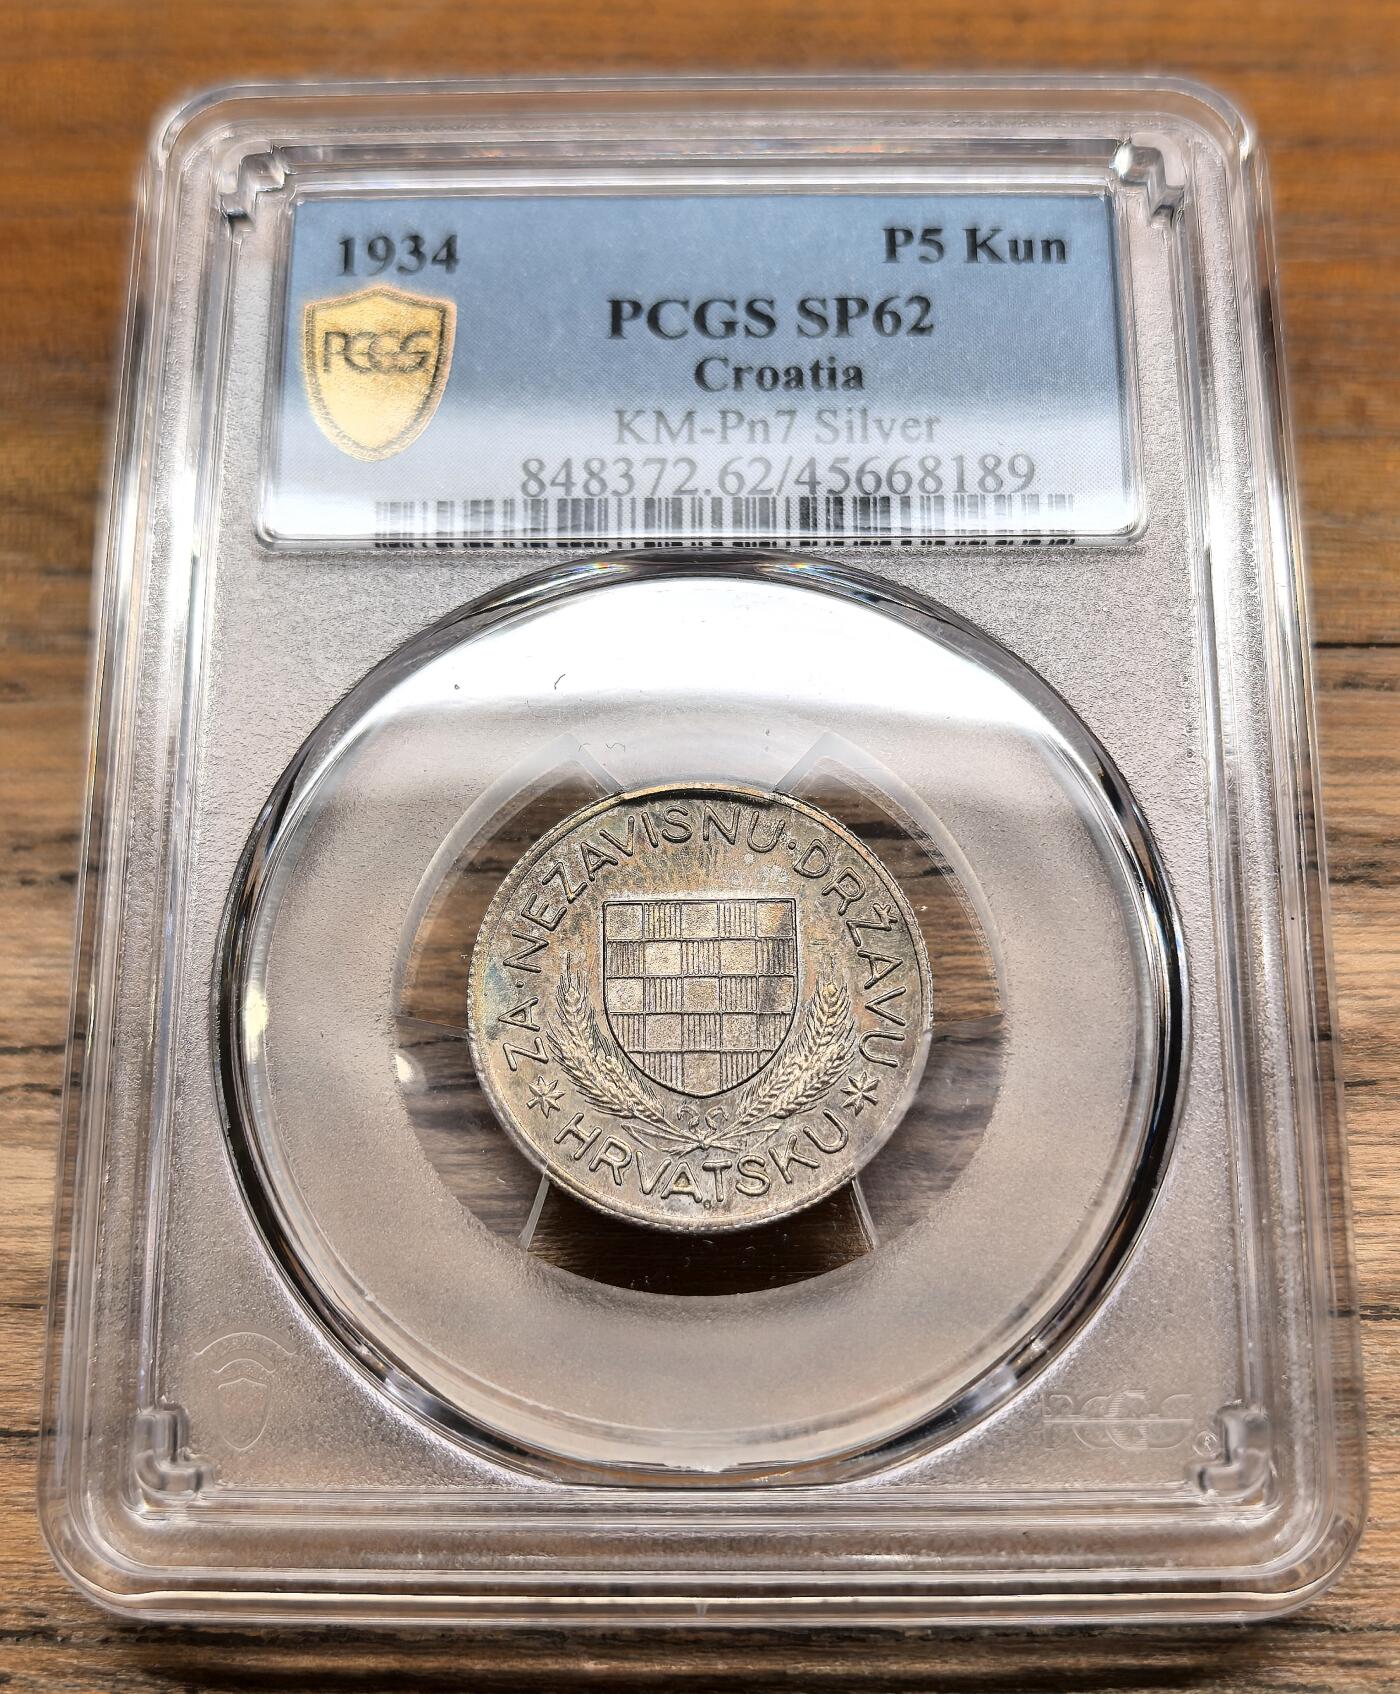 1934
P5 Kun
PCGS
PCGS SP62
Croatia
KM-Pn7 Silver
848372.62/45668189
ZA·NEZAVISNU·DRŽAVU
HRVATSKU
PCGS